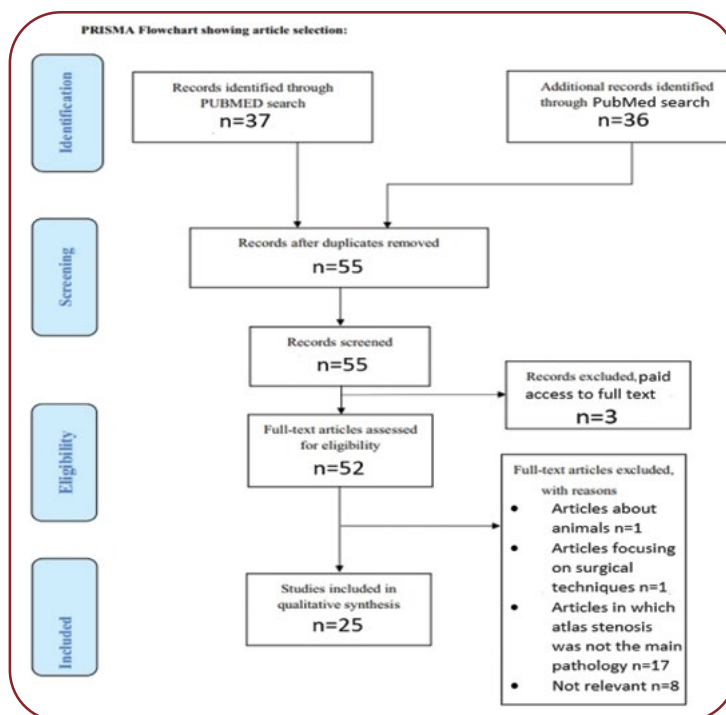 PRISMA Flowchart showing article selection:
Identification
Records identified through
PUBMED search
n=37
Additional records identified
through PubMed search
n=36
Screening
Records after duplicates removed
n=55
Records screened
n=55
Records excluded, paid
access to full text
n=3
Eligibility
Full-text articles assessed
for eligibility
n=52
Full-text articles excluded,
with reasons
• Articles about
animals n=1
• Articles focusing
on surgical
techniques n=1
• Articles in which
atlas stenosis
was not the main
pathology n=17
• Not relevant n=8
Included
Studies included in
qualitative synthesis
n=25